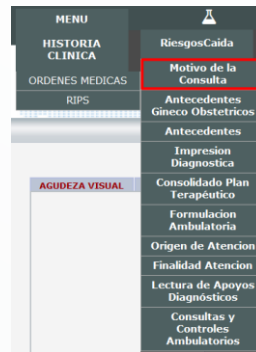 MENU
HISTORIA
CLINICA
ORDENES MEDICAS
RIPS
AGUDEZA VISUAL
RiesgosCaida
Motivo de la
Consulta
Antecedentes
Gineco Obstetricos
Antecedentes
Impresion
Diagnostica
Consolidado Plan
Terapéutico
Formulacion
Ambulatoria
Origen de Atencion
Finalidad Atencion
Lectura de Apoyos
Diagnósticos
Consultas y
Controles
Ambulatorios